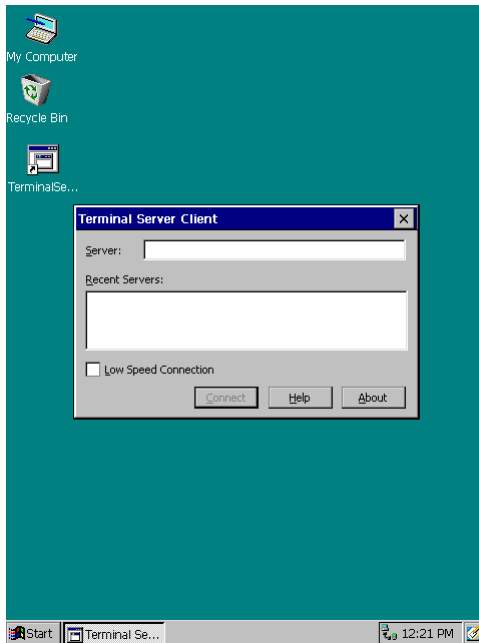 My Computer
Recycle Bin
TerminalSe...
Terminal Server Client
Server:
Recent Servers:
Low Speed Connection
Connect
Help
About
Start
Terminal Se...
12:21 PM